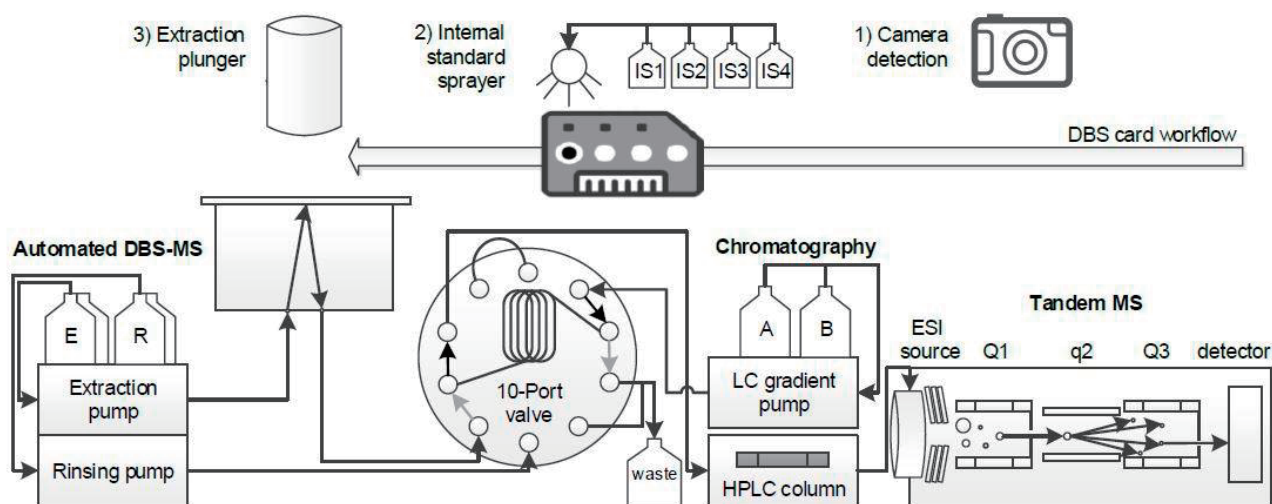 3) Extraction
plunger
2) Internal
standard
sprayer
IS1 IS2 IS3 IS4
1) Camera
detection
DBS card workflow
Automated DBS-MS
E R
Extraction
pump
Rinsing pump
10-Port
valve
waste
Chromatography
A B
LC gradient
pump
HPLC column
Tandem MS
ESI
source Q1 q2 Q3 detector